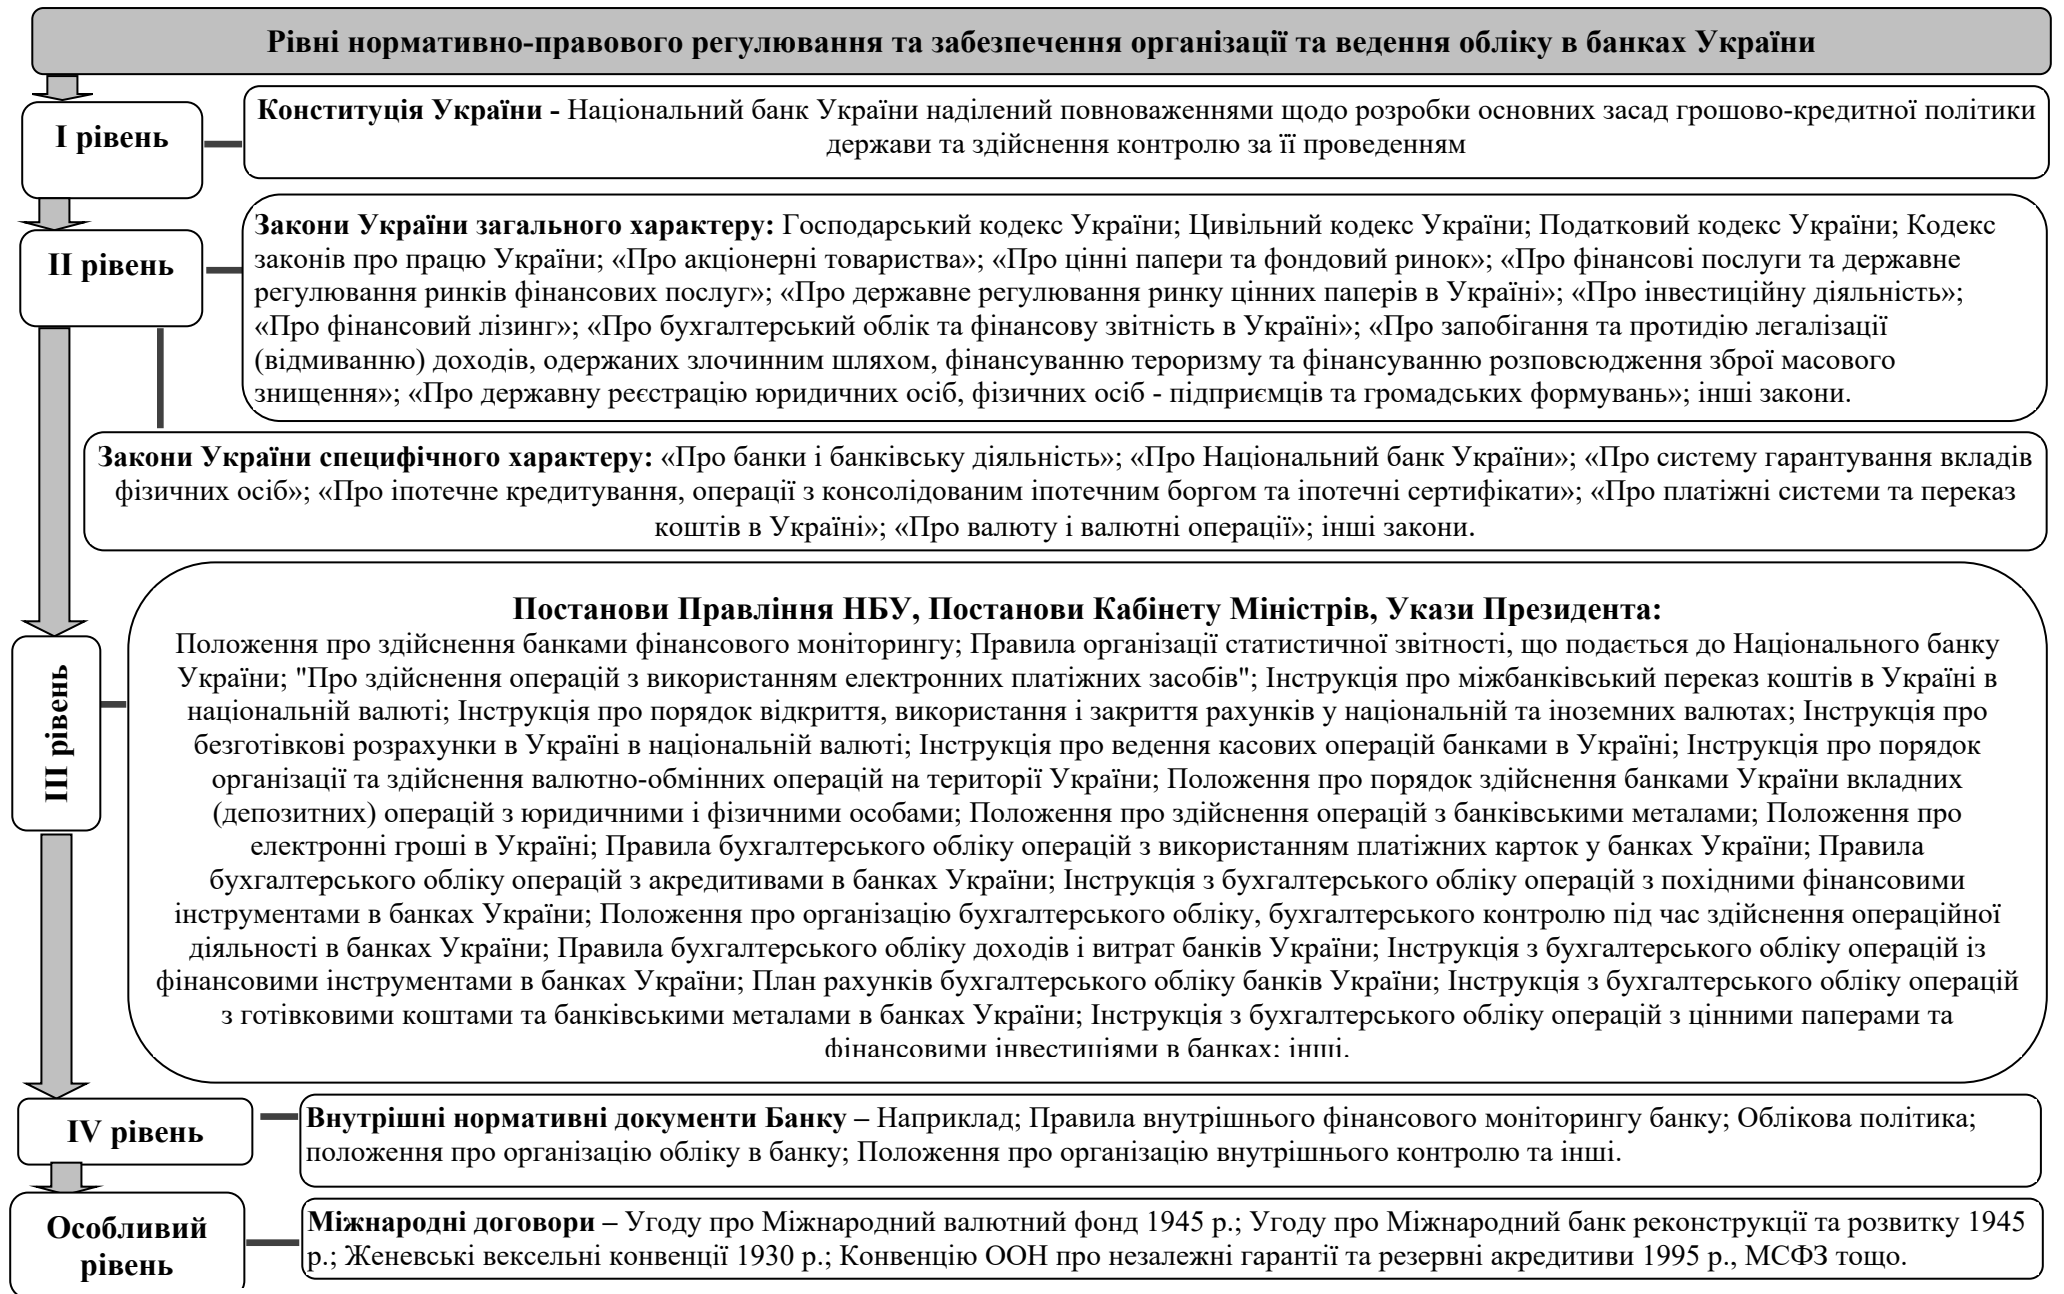 Рівні нормативно-правового регулювання та забезпечення організації та ведення обліку в банках України
І рівень
Конституція України - Національний банк України наділений повноваженнями щодо розробки основних засад грошово-кредитної політики
держави та здійснення контролю за її проведенням
ІІ рівень
Закони України загального характеру: Господарський кодекс України; Цивільний кодекс України; Податковий кодекс України; Кодекс
законів про працю України; «Про акціонерні товариства»; «Про цінні папери та фондовий ринок»; «Про фінансові послуги та державне
регулювання ринків фінансових послуг»; «Про державне регулювання ринку цінних паперів в Україні»; «Про інвестиційну діяльність»;
«Про фінансовий лізинг»; «Про бухгалтерський облік та фінансову звітність в Україні»; «Про запобігання та протидію легалізації
(відмиванню) доходів, одержаних злочинним шляхом, фінансуванню тероризму та фінансуванню розповсюдження зброї масового
знищення»; «Про державну реєстрацію юридичних осіб, фізичних осіб - підприємців та громадських формувань»; інші закони.
Закони України специфічного характеру: «Про банки і банківську діяльність»; «Про Національний банк України»; «Про систему гарантування вкладів
фізичних осіб»; «Про іпотечне кредитування, операції з консолідованим іпотечним боргом та іпотечні сертифікати»; «Про платіжні системи та переказ
коштів в Україні»; «Про валюту і валютні операції»; інші закони.
ІІІ рівень
Постанови Правління НБУ, Постанови Кабінету Міністрів, Укази Президента:
Положення про здійснення банками фінансового моніторингу; Правила організації статистичної звітності, що подається до Національного банку
України; "Про здійснення операцій з використанням електронних платіжних засобів"; Інструкція про міжбанківський переказ коштів в Україні в
національній валюті; Інструкція про порядок відкриття, використання і закриття рахунків у національній та іноземних валютах; Інструкція про
безготівкові розрахунки в Україні в національній валюті; Інструкція про ведення касових операцій банками в Україні; Інструкція про порядок
організації та здійснення валютно-обмінних операцій на території України; Положення про порядок здійснення банками України вкладних
(депозитних) операцій з юридичними і фізичними особами; Положення про здійснення операцій з банківськими металами; Положення про
електронні гроші в Україні; Правила бухгалтерського обліку операцій з використанням платіжних карток у банках України; Правила
бухгалтерського обліку операцій з акредитивами в банках України; Інструкція з бухгалтерського обліку операцій з похідними фінансовими
інструментами в банках України; Положення про організацію бухгалтерського обліку, бухгалтерського контролю під час здійснення операційної
діяльності в банках України; Правила бухгалтерського обліку доходів і витрат банків України; Інструкція з бухгалтерського обліку операцій із
фінансовими інструментами в банках України; План рахунків бухгалтерського обліку банків України; Інструкція з бухгалтерського обліку операцій
з готівковими коштами та банківськими металами в банках України; Інструкція з бухгалтерського обліку операцій з цінними паперами та
фінансовими інвестиціями в банках; інші.
IV рівень
Внутрішні нормативні документи Банку – Наприклад; Правила внутрішнього фінансового моніторингу банку; Облікова політика;
положення про організацію обліку в банку; Положення про організацію внутрішнього контролю та інші.
Особливий
рівень
Міжнародні договори – Угоду про Міжнародний валютний фонд 1945 р.; Угоду про Міжнародний банк реконструкції та розвитку 1945
р.; Женевські вексельні конвенції 1930 р.; Конвенцію ООН про незалежні гарантії та резервні акредитиви 1995 р., МСФЗ тощо.